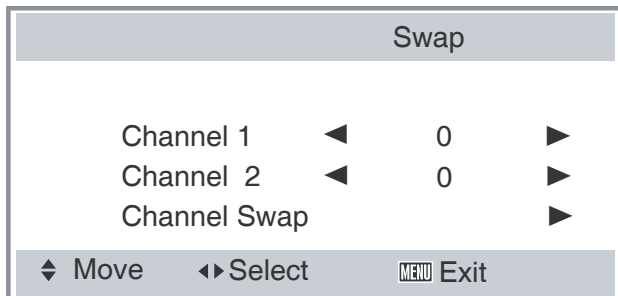 Swap
Channel 1 ◀ 0 ▶
Channel 2 ◀ 0 ▶
Channel Swap ▶
Move Select MENU Exit